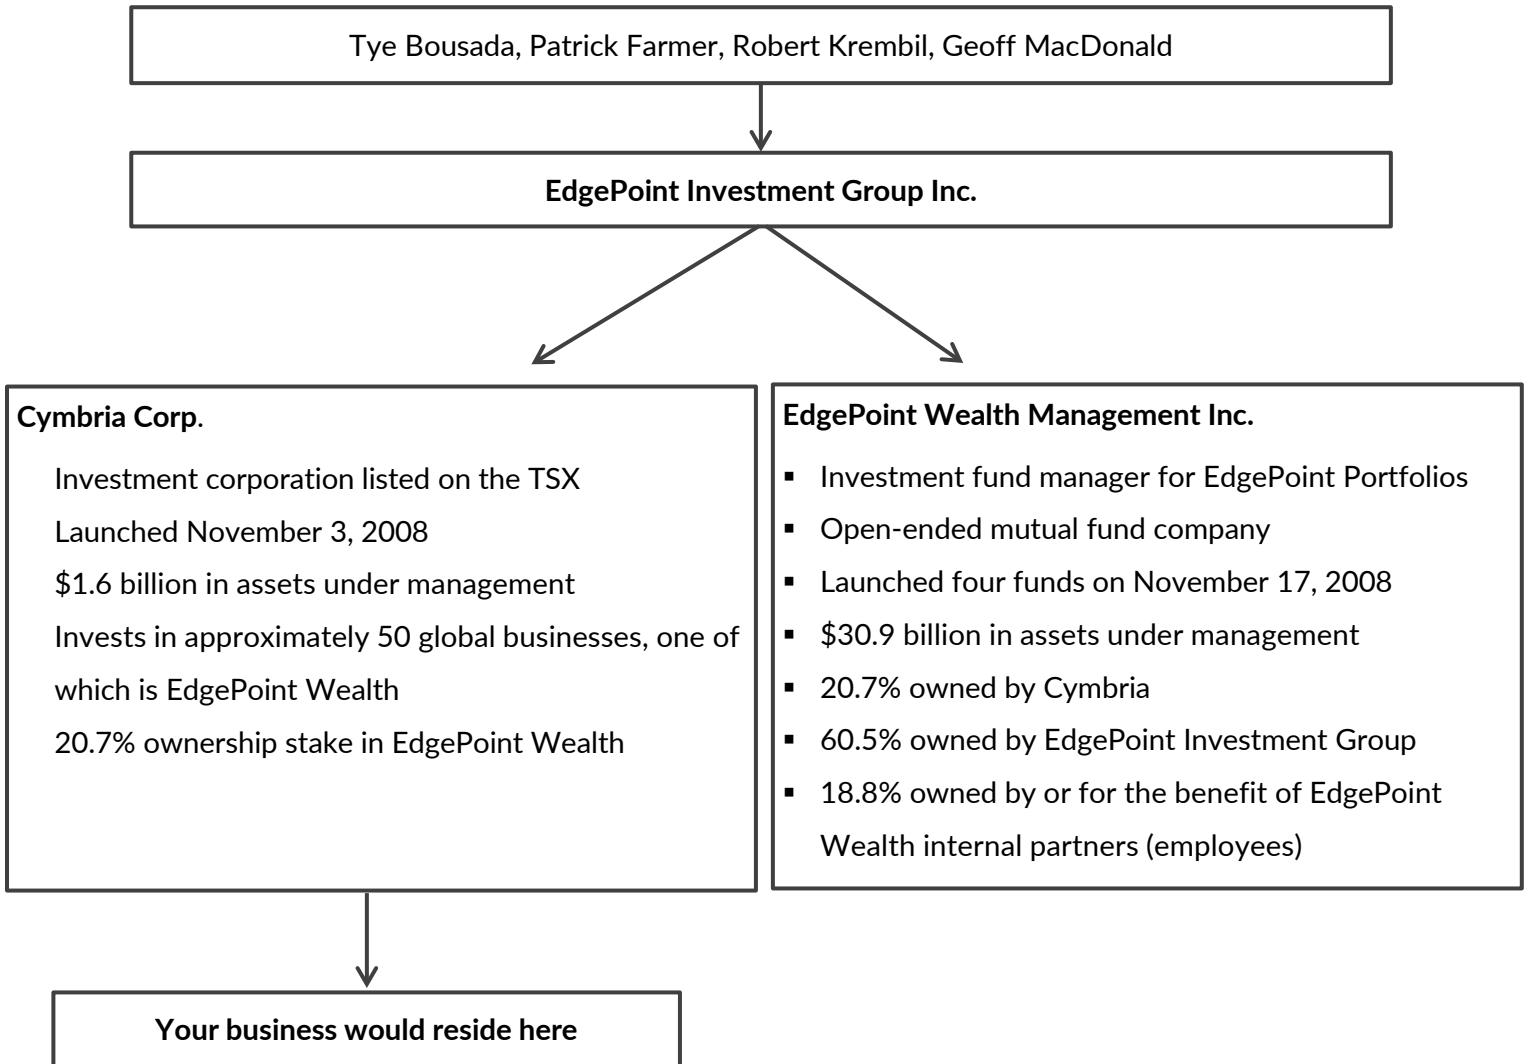 Tye Bousada, Patrick Farmer, Robert Krembil, Geoff MacDonald
EdgePoint Investment Group Inc.
Cymbria Corp.
Investment corporation listed on the TSX
Launched November 3, 2008
$1.6 billion in assets under management
Invests in approximately 50 global businesses, one of
which is EdgePoint Wealth
20.7% ownership stake in EdgePoint Wealth
EdgePoint Wealth Management Inc.
▪ Investment fund manager for EdgePoint Portfolios
▪ Open-ended mutual fund company
▪ Launched four funds on November 17, 2008
▪ $30.9 billion in assets under management
▪ 20.7% owned by Cymbria
▪ 60.5% owned by EdgePoint Investment Group
▪ 18.8% owned by or for the benefit of EdgePoint
Wealth internal partners (employees)
Your business would reside here